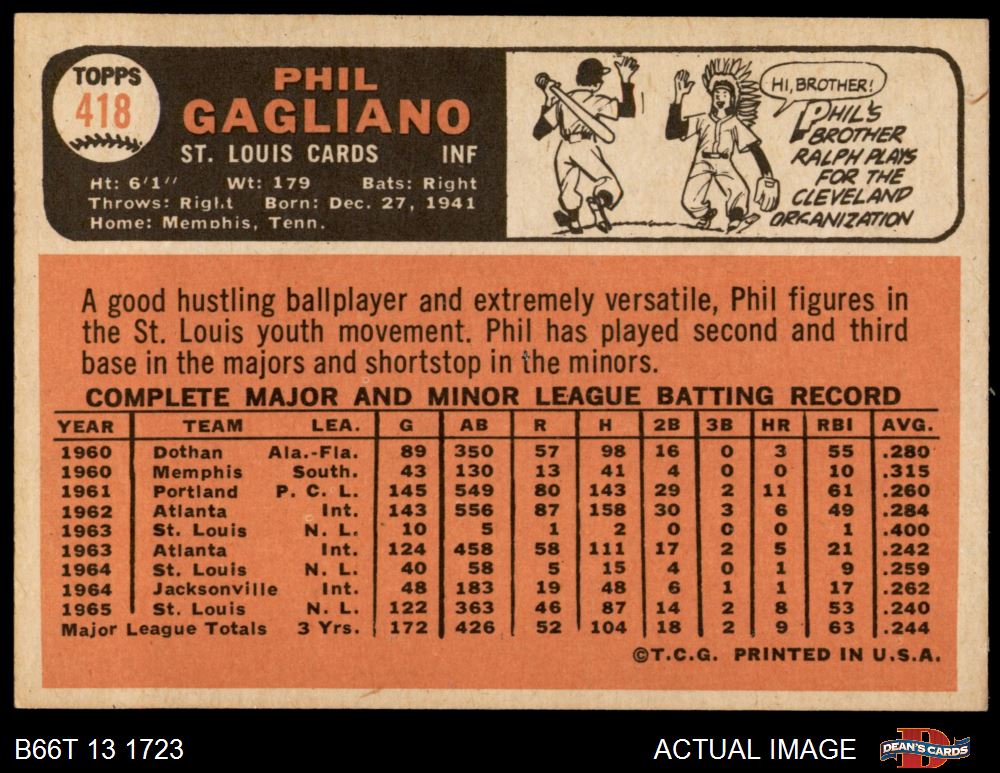 TOPPS
418
PHIL
GAGLIANO
ST. LOUIS CARDS INF
Ht: 6'1" Wt: 179 Bats: Right
Throws: Right Born: Dec. 27, 1941
Home: Memphis, Tenn.
HI, BROTHER!
PHIL'S
BROTHER
RALPH PLAYS
FOR THE
CLEVELAND
ORGANIZATION
A good hustling ballplayer and extremely versatile, Phil figures in
the St. Louis youth movement. Phil has played second and third
base in the majors and shortstop in the minors.
COMPLETE MAJOR AND MINOR LEAGUE BATTING RECORD
YEAR TEAM LEA. G AB R H 2B 3B HR RBI AVG.
1960 Dothan Ala.-Fla. 89 350 57 98 16 0 3 55 .280
1960 Memphis South. 43 130 13 41 4 0 0 10 .315
1961 Portland P. C. L. 145 549 80 143 29 2 11 61 .260
1962 Atlanta Int. 143 556 87 158 30 3 6 49 .284
1963 St. Louis N. L. 10 5 1 2 0 0 0 1 .400
1963 Atlanta Int. 124 458 58 111 17 2 5 21 .242
1964 St. Louis N. L. 40 58 5 15 4 0 1 9 .259
1964 Jacksonville Int. 48 183 19 48 6 1 1 17 .262
1965 St. Louis N. L. 122 363 46 87 14 2 8 53 .240
Major League Totals 3 Yrs. 172 426 52 104 18 2 9 63 .244
©T.C.G. PRINTED IN U.S.A.
B66T 13 1723 ACTUAL IMAGE DEAN'S CARDS